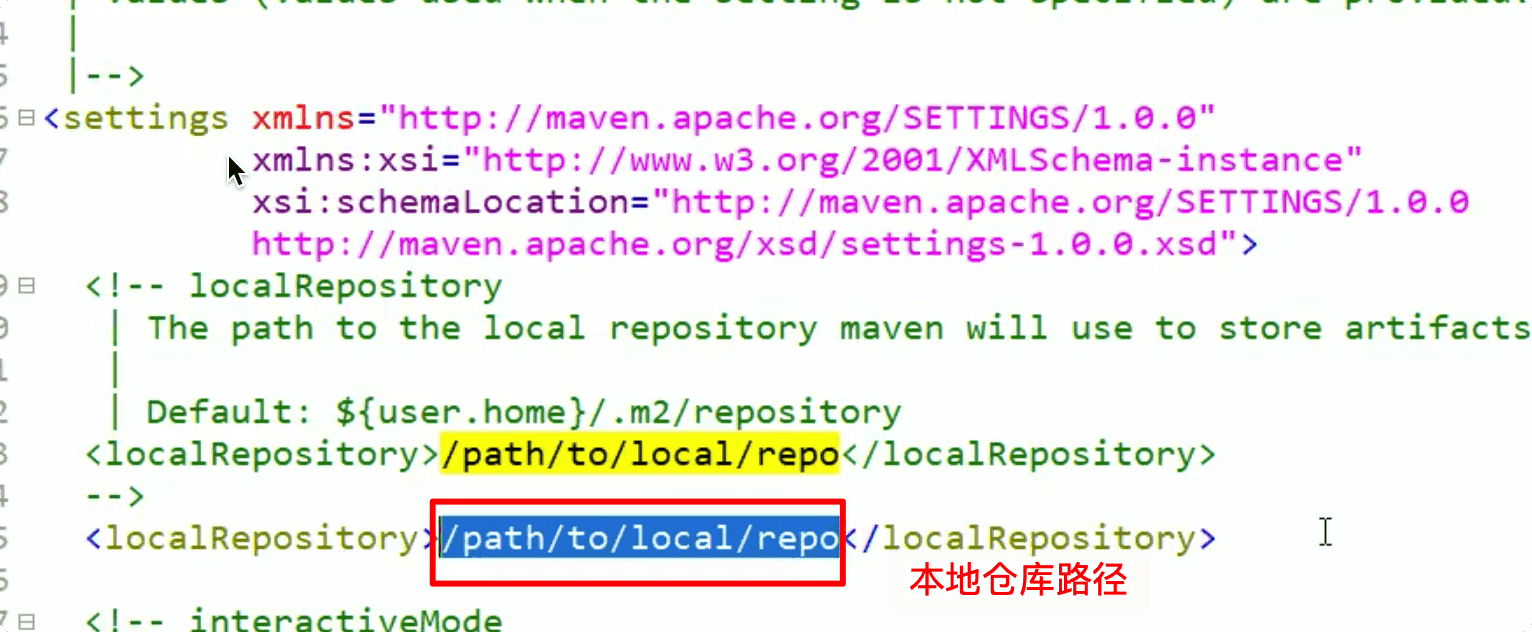 values (values used when the setting is not specified) are provided.
4 |
5 |-->
6 <settings xmlns="http://maven.apache.org/SETTINGS/1.0.0"
7 xmlns:xsi="http://www.w3.org/2001/XMLSchema-instance"
8 xsi:schemaLocation="http://maven.apache.org/SETTINGS/1.0.0
http://maven.apache.org/xsd/settings-1.0.0.xsd">
9 <!-- localRepository
0 | The path to the local repository maven will use to store artifacts
1 |
2 | Default: ${user.home}/.m2/repository
3 <localRepository>/path/to/local/repo</localRepository>
4 -->
5 <localRepository>/path/to/local/repo</localRepository>
本地仓库路径
6
7 <!-- interactiveMode